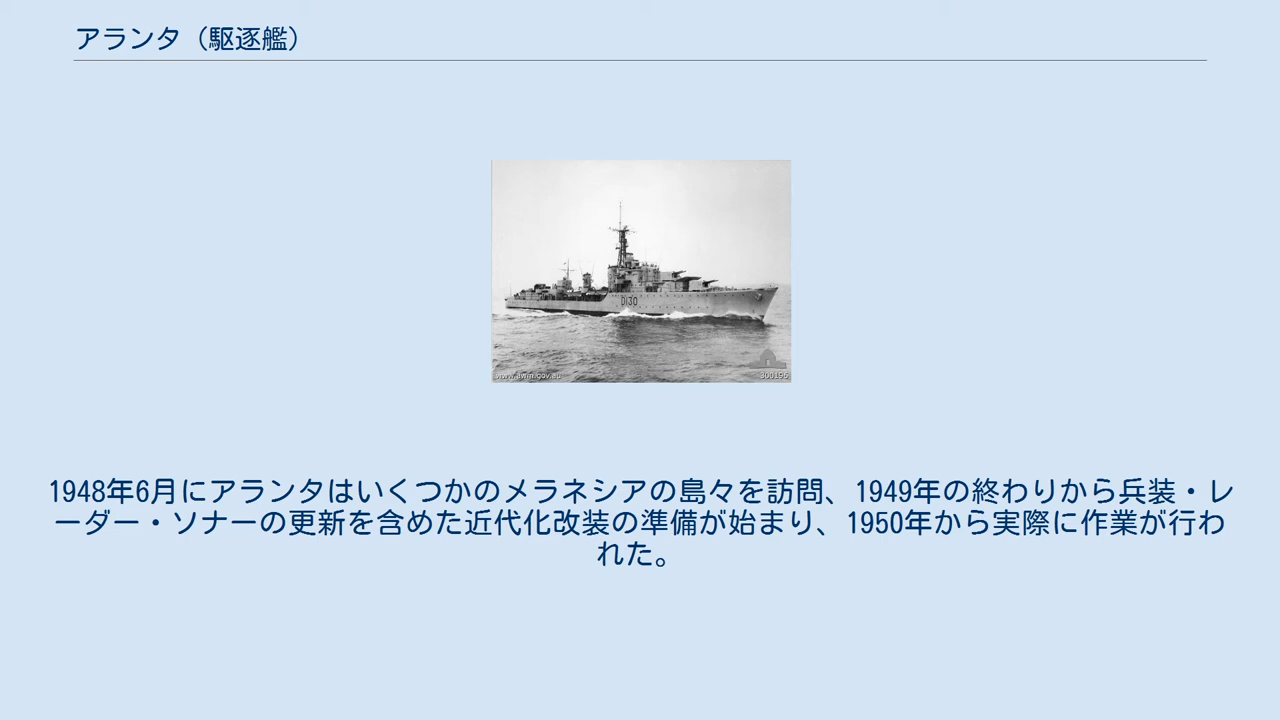 アランタ（駆逐艦）
D130
www.awm.gov.au
300195
1948年6月にアランタはいくつかのメラネシアの島々を訪問、1949年の終わりから兵装・レ
ーダー・ソナーの更新を含めた近代化改装の準備が始まり、1950年から実際に作業が行わ
れた。